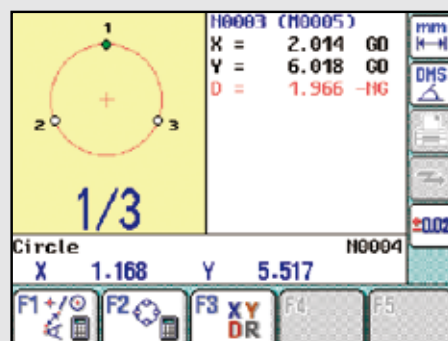 1
2
3
1/3
N0003 (M0005)
X = 2.014 GO
Y = 6.018 GO
D = 1.966 -NG
mm
DMS
±0.02
Circle N0004
X 1.168 Y 5.517
F1 +/
F2
F3 XY
DR
F4
F5